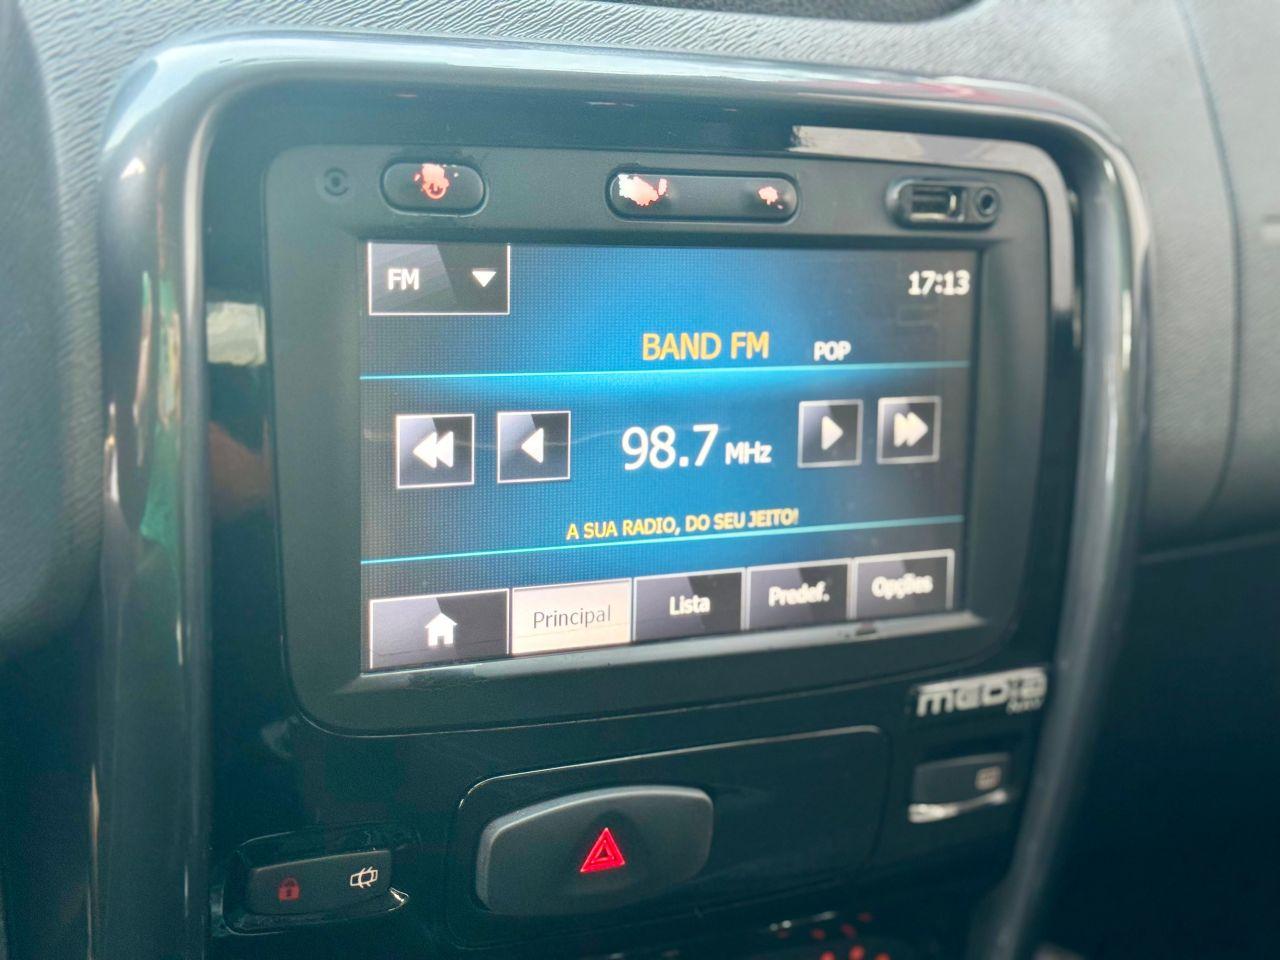 FM
17:13
BAND FM POP
98.7 MHz
A SUA RADIO, DO SEU JEITO!
Principal Lista Predef. Opções
MEDIA